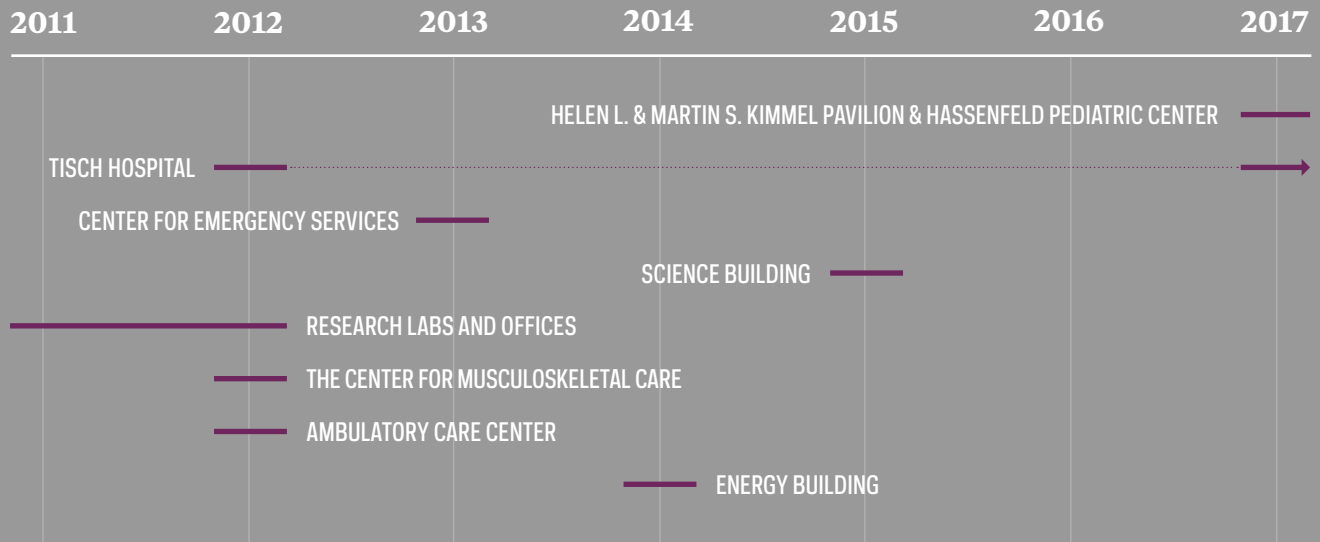 2011 2012 2013 2014 2015 2016 2017
HELEN L. & MARTIN S. KIMMEL PAVILION & HASSENFELD PEDIATRIC CENTER
TISCH HOSPITAL
CENTER FOR EMERGENCY SERVICES
SCIENCE BUILDING
RESEARCH LABS AND OFFICES
THE CENTER FOR MUSCULOSKELETAL CARE
AMBULATORY CARE CENTER
ENERGY BUILDING